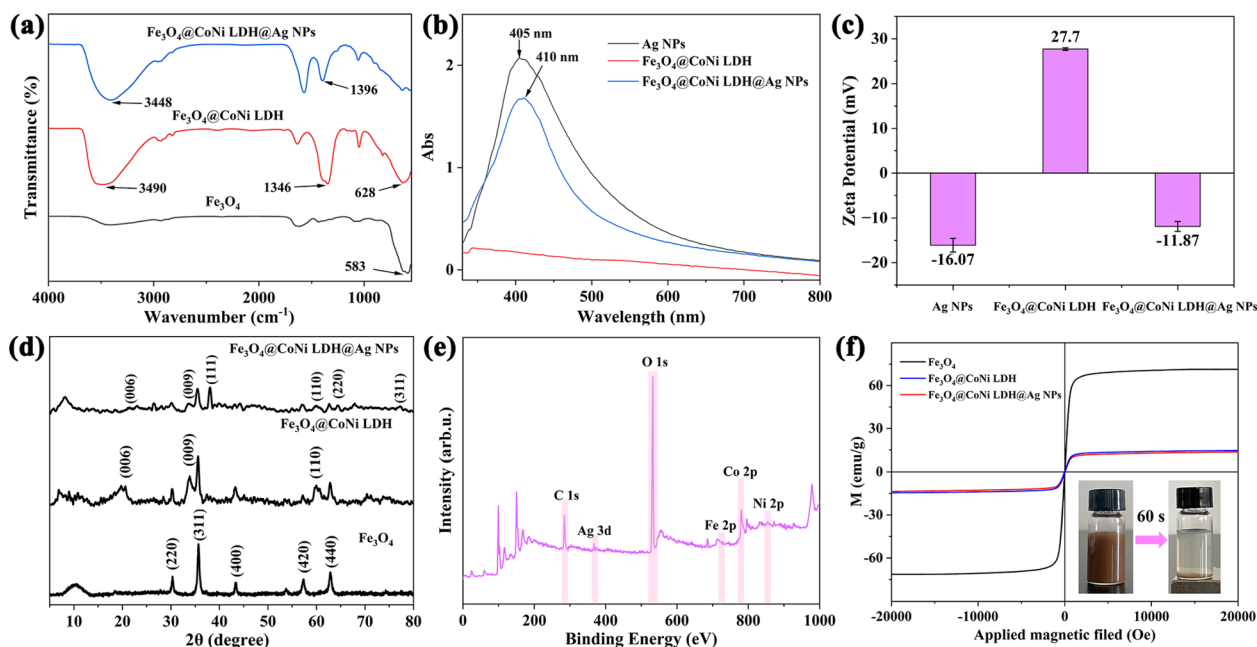 (a)
Fe₃O₄@CoNi LDH@Ag NPs
1396
3448
Fe₃O₄@CoNi LDH
3490
1346
628
Fe₃O₄
583
Transmittance (%)
4000
3000
2000
1000
Wavenumber (cm⁻¹)
(b)
405 nm
410 nm
Ag NPs
Fe₃O₄@CoNi LDH
Fe₃O₄@CoNi LDH@Ag NPs
Abs
2
1
0
400
500
600
700
800
Wavelength (nm)
(c)
27.7
-16.07
-11.87
Zeta Potential (mV)
30
20
10
0
−10
−20
Ag NPs
Fe₃O₄@CoNi LDH
Fe₃O₄@CoNi LDH@Ag NPs
(d)
Fe₃O₄@CoNi LDH@Ag NPs
(006)
(009)
(111)
(110)
(220)
(311)
Fe₃O₄@CoNi LDH
(006)
(009)
(110)
Fe₃O₄
(220)
(311)
(400)
(420)
(440)
10
20
30
40
50
60
70
80
2θ (degree)
(e)
O 1s
C 1s
Ag 3d
Fe 2p
Co 2p
Ni 2p
Intensity (arb.u.)
0
200
400
600
800
1000
Binding Energy (eV)
(f)
Fe₃O₄
Fe₃O₄@CoNi LDH
Fe₃O₄@CoNi LDH@Ag NPs
60 s
M (emu/g)
60
30
0
-30
-60
-20000
-10000
0
10000
20000
Applied magnetic filed (Oe)